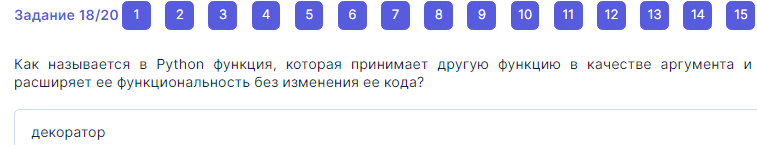 Задание 18/20 1 2 3 4 5 6 7 8 9 10 11 12 13 14 15
Как называется в Python функция, которая принимает другую функцию в качестве аргумента и
расширяет ее функциональность без изменения ее кода?
декоратор